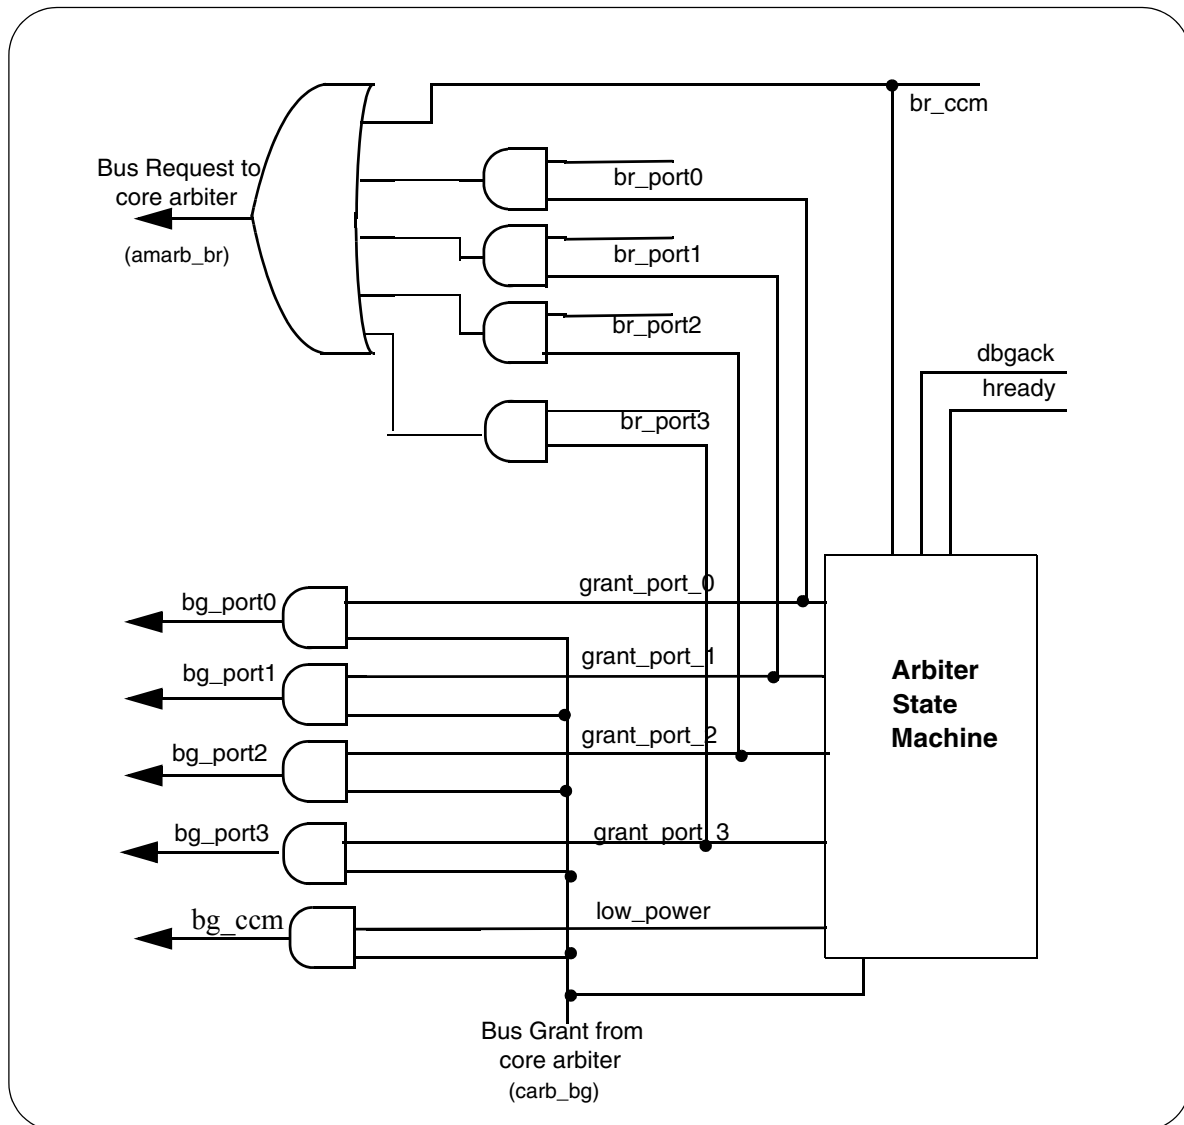 br_ccm
Bus Request to
core arbiter
(amarb_br)
br_port0
br_port1
br_port2
br_port3
dbgack
hready
grant_port_0
bg_port0
grant_port_1
bg_port1
grant_port_2
bg_port2
grant_port_3
bg_port3
low_power
bg_ccm
Arbiter
State
Machine
Bus Grant from
core arbiter
(carb_bg)